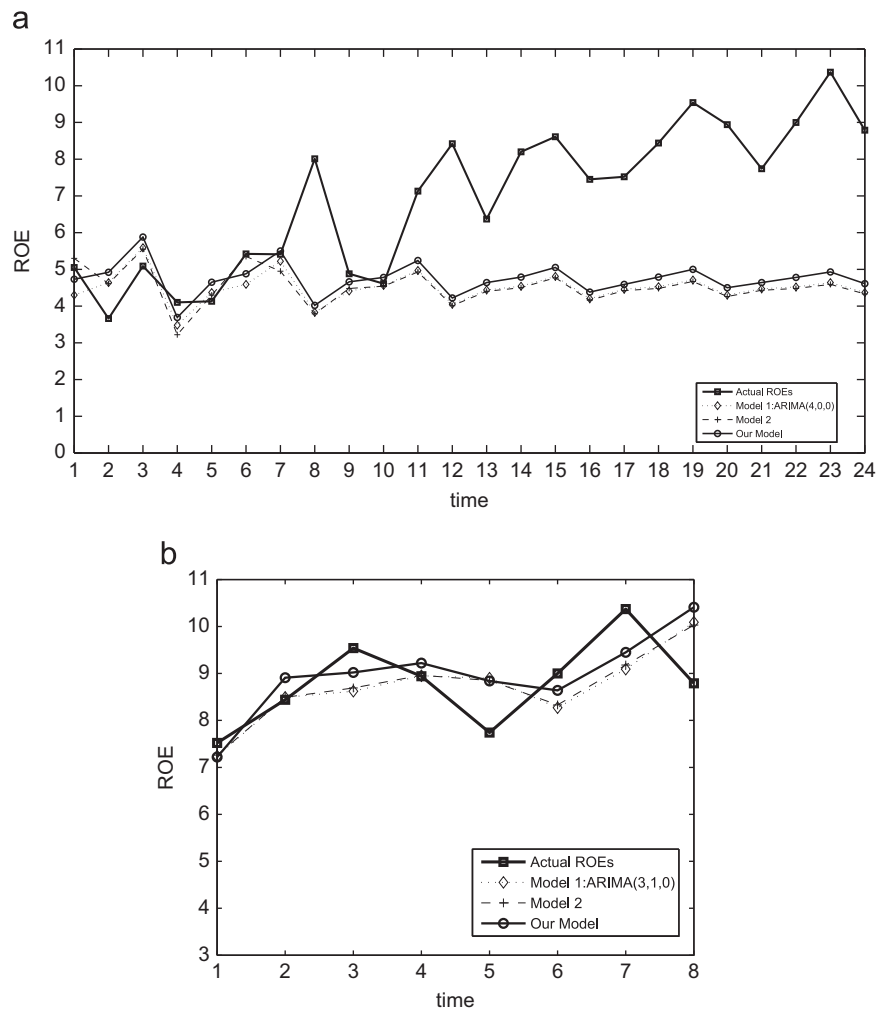 a
11
10
9
8
7
6
5
4
3
2
1
0
ROE
Actual ROEs
Model 1:ARIMA(4,0,0)
Model 2
Our Model
1 2 3 4 5 6 7 8 9 10 11 12 13 14 15 16 17 18 19 20 21 22 23 24
time
b
11
10
9
8
7
6
5
4
3
ROE
Actual ROEs
Model 1:ARIMA(3,1,0)
Model 2
Our Model
1 2 3 4 5 6 7 8
time